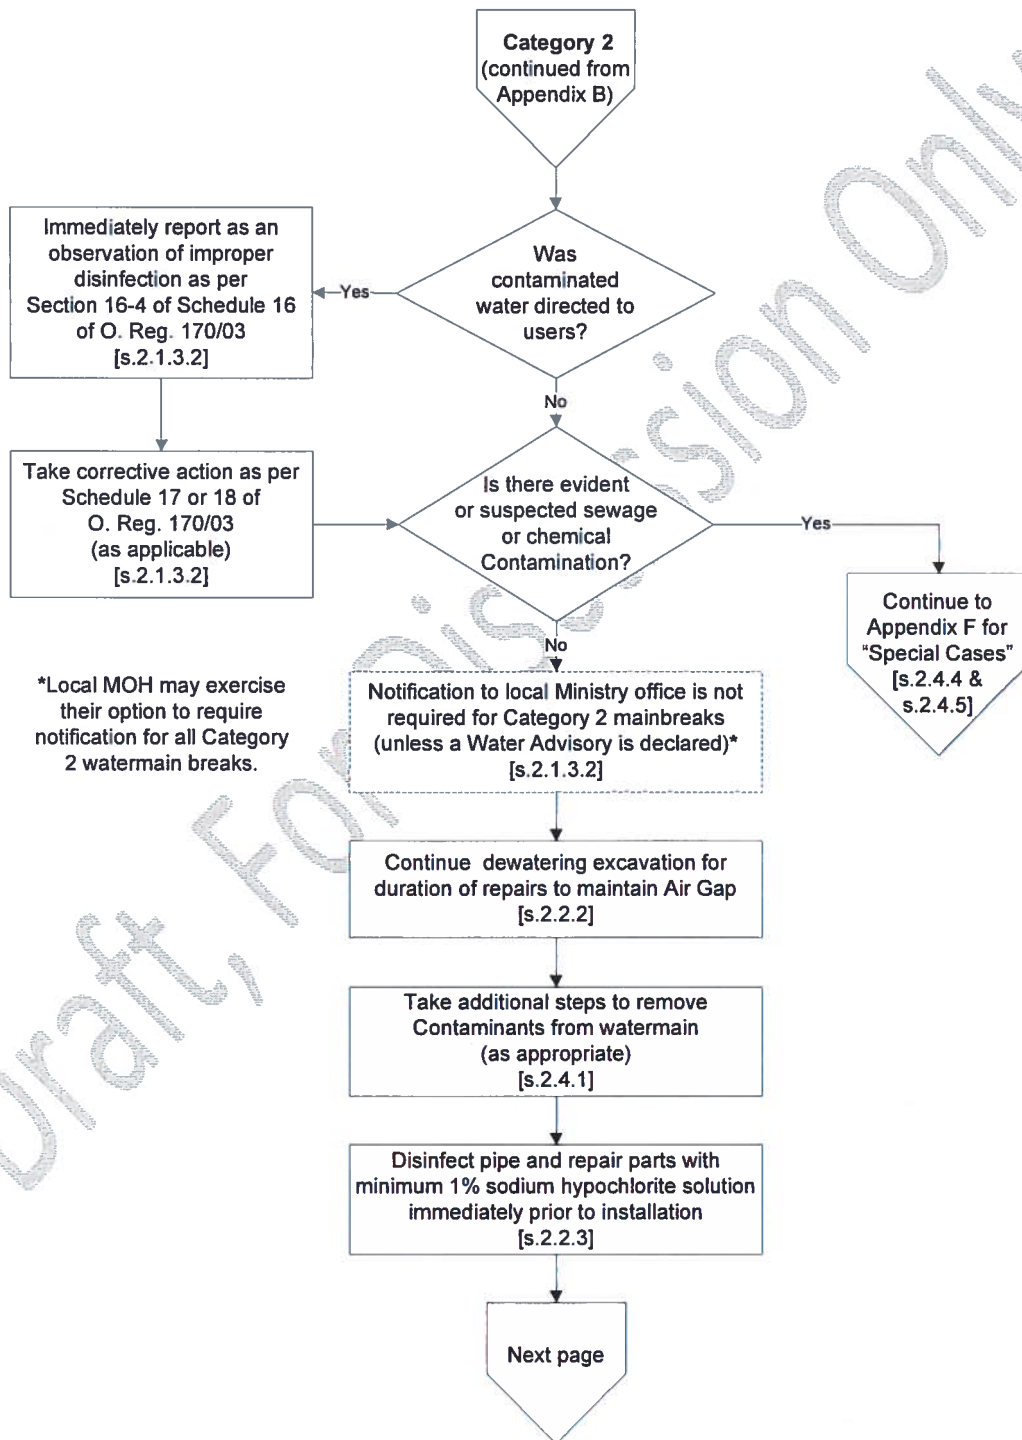 Category 2
(continued from
Appendix B)
Immediately report as an
observation of improper
disinfection as per
Section 16-4 of Schedule 16
of O. Reg. 170/03
[s.2.1.3.2]
Yes
Was
contaminated
water directed to
users?
No
Take corrective action as per
Schedule 17 or 18 of
O. Reg. 170/03
(as applicable)
[s.2.1.3.2]
Is there evident
or suspected sewage
or chemical
Contamination?
Yes
Continue to
Appendix F for
“Special Cases”
[s.2.4.4 &
s.2.4.5]
No
*Local MOH may exercise
their option to require
notification for all Category
2 watermain breaks.
Notification to local Ministry office is not
required for Category 2 mainbreaks
(unless a Water Advisory is declared)*
[s.2.1.3.2]
Continue dewatering excavation for
duration of repairs to maintain Air Gap
[s.2.2.2]
Take additional steps to remove
Contaminants from watermain
(as appropriate)
[s.2.4.1]
Disinfect pipe and repair parts with
minimum 1% sodium hypochlorite solution
immediately prior to installation
[s.2.2.3]
Next page
Draft, For Discussion Only